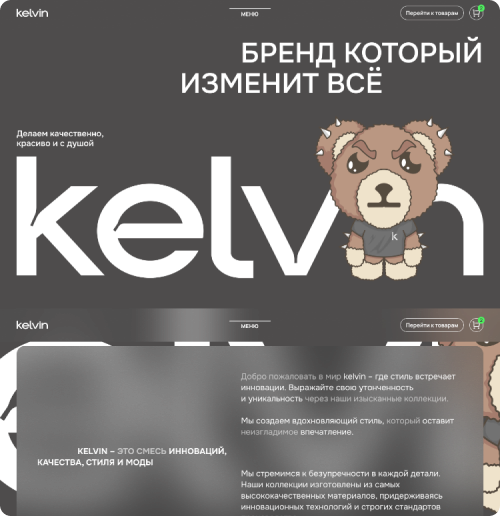 kelvin
МЕНЮ
Перейти к товарам
БРЕНД КОТОРЫЙ
ИЗМЕНИТ ВСЁ
Делаем качественно,
красиво и с душой
kelvin
k
kelvin
МЕНЮ
Перейти к товарам
Добро пожаловать в мир kelvin – где стиль встречает
инновации. Выражайте свою утонченность
и уникальность через наши изысканные коллекции.
Мы создаем вдохновляющий стиль, который оставит
неизгладимое впечатление.
KELVIN – ЭТО СМЕСЬ ИННОВАЦИЙ,
КАЧЕСТВА, СТИЛЯ И МОДЫ
Мы стремимся к безупречности в каждой детали.
Наши коллекции изготовлены из самых
высококачественных материалов, придерживаясь
инновационных технологий и строгих стандартов